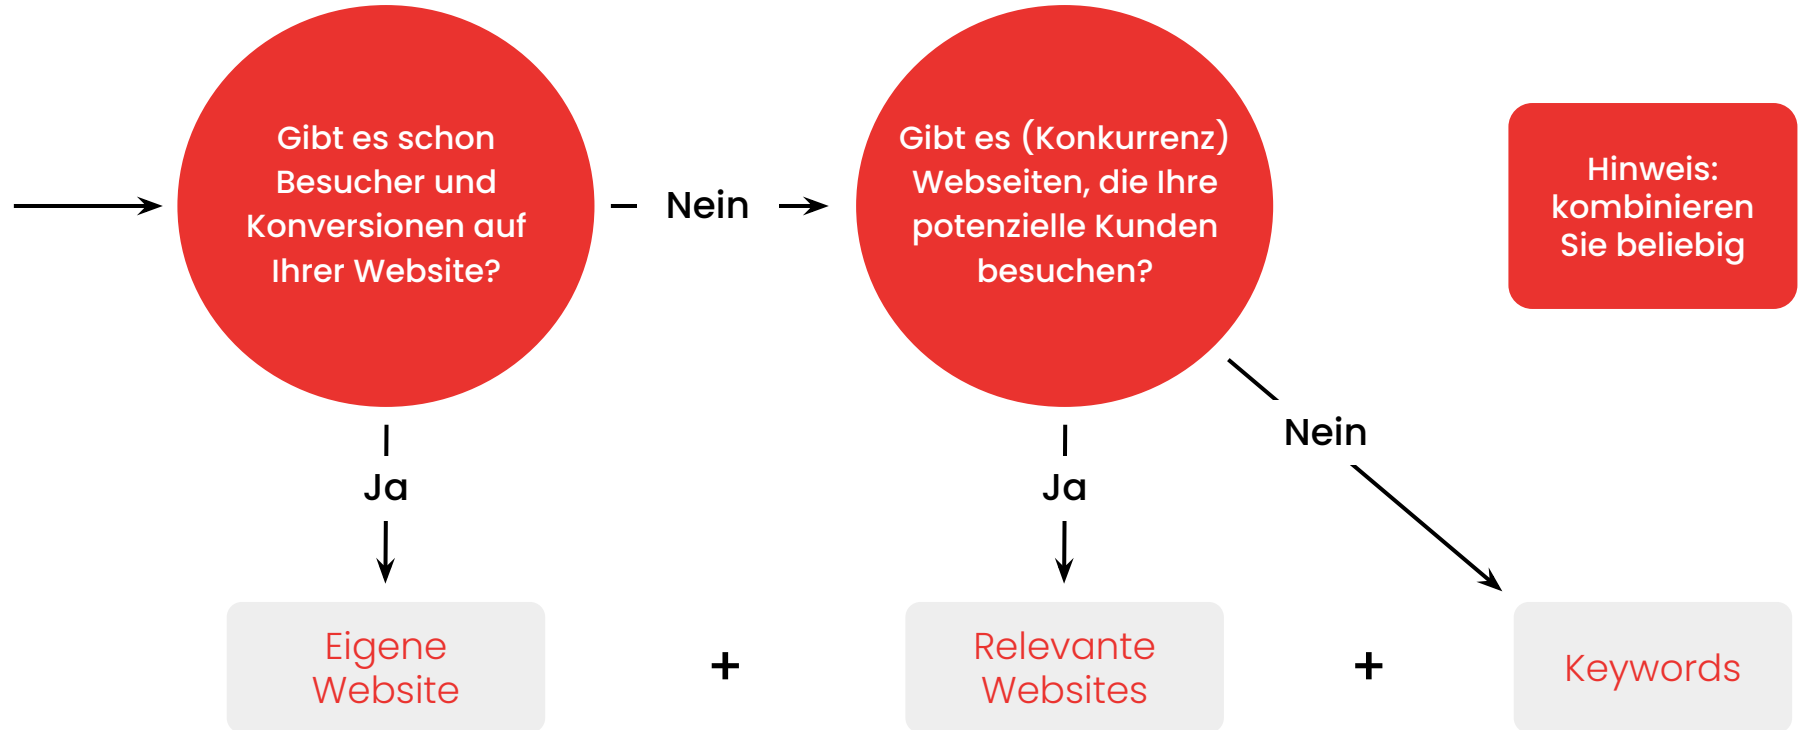 Gibt es schon
Besucher und
Konversionen auf
Ihrer Website?
Nein
Gibt es (Konkurrenz)
Webseiten, die Ihre
potenzielle Kunden
besuchen?
Hinweis:
kombinieren
Sie beliebig
Nein
Ja
Ja
Eigene
Website
+
Relevante
Websites
+
Keywords